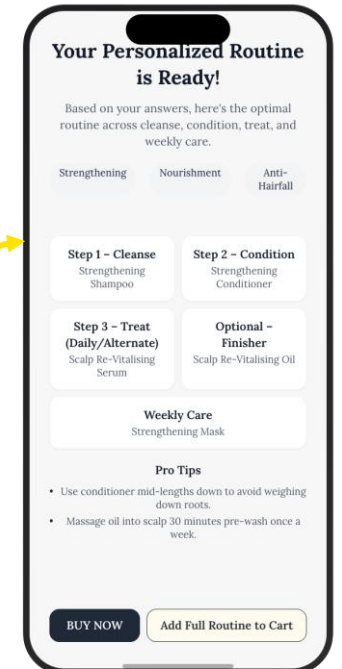 Your Personalized Routine
is Ready!
Based on your answers, here's the optimal
routine across cleanse, condition, treat, and
weekly care.
Strengthening
Nourishment
Anti-
Hairfall
Step 1 – Cleanse
Strengthening
Shampoo
Step 2 – Condition
Strengthening
Conditioner
Step 3 – Treat
(Daily/Alternate)
Scalp Re-Vitalising
Serum
Optional –
Finisher
Scalp Re-Vitalising Oil
Weekly Care
Strengthening Mask
Pro Tips
• Use conditioner mid-lengths down to avoid weighing
down roots.
• Massage oil into scalp 30 minutes pre-wash once a
week.
BUY NOW
Add Full Routine to Cart